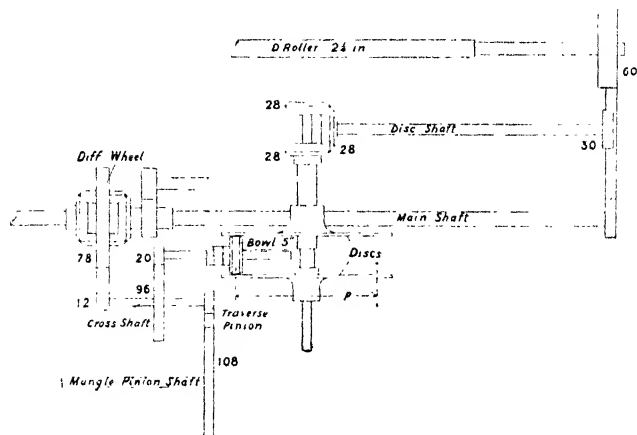 D Roller 2¼ in
60
28
Disc Shaft
28
28
30
Diff Wheel
Main Shaft
Bowl 5"
Discs
78
20
96
P
12
Cross Shaft
Traverse
Pinion
108
Mungle Pinion Shaft